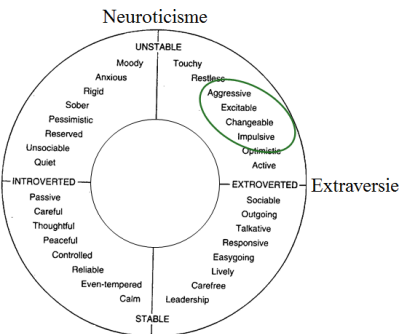 Neuroticisme
UNSTABLE
Moody
Touchy
Anxious
Restless
Rigid
Aggressive
Sober
Excitable
Pessimistic
Changeable
Reserved
Impulsive
Unsociable
Optimistic
Quiet
Active
INTROVERTED
EXTROVERTED
Extraversie
Passive
Sociable
Careful
Outgoing
Thoughtful
Talkative
Peaceful
Responsive
Controlled
Easygoing
Reliable
Lively
Even-tempered
Carefree
Calm
Leadership
STABLE